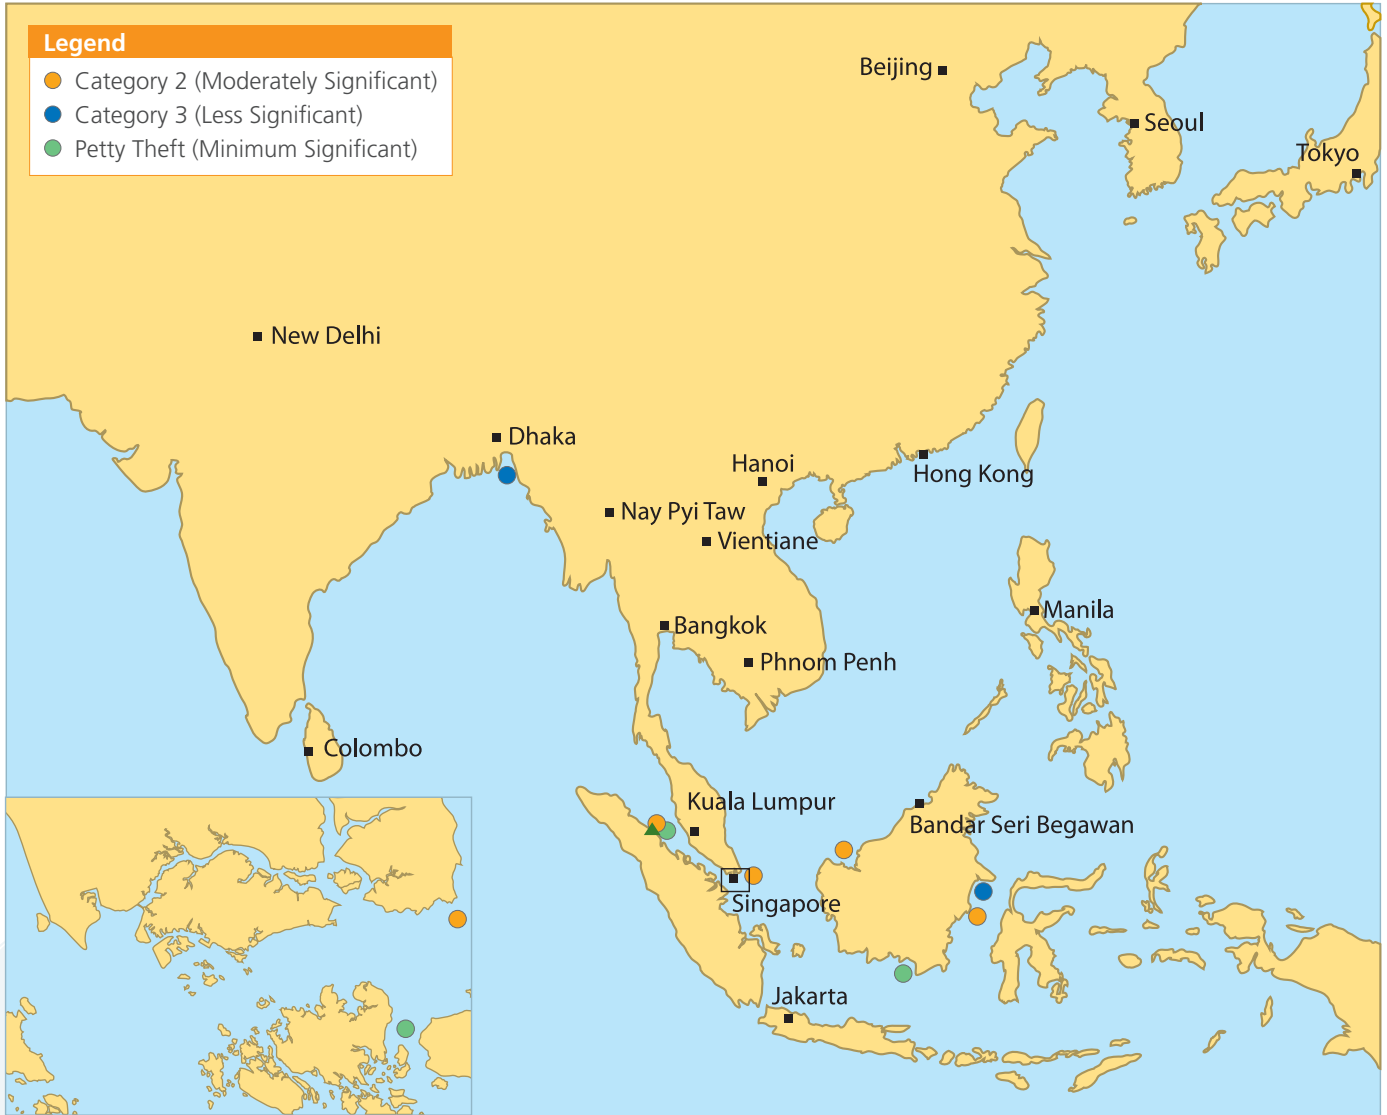 Legend
Category 2 (Moderately Significant)
Category 3 (Less Significant)
Petty Theft (Minimum Significant)
Beijing
Seoul
Tokyo
New Delhi
Dhaka
Hanoi
Hong Kong
Nay Pyi Taw
Vientiane
Manila
Bangkok
Phnom Penh
Colombo
Kuala Lumpur
Bandar Seri Begawan
Singapore
Jakarta